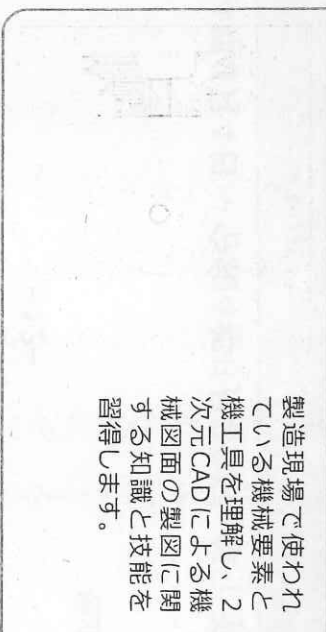 製造現場で使われ
ている機械要素と
機工具を理解し、2
次元CADによる機
械図面の製図に関
する知識と技能を
習得します。